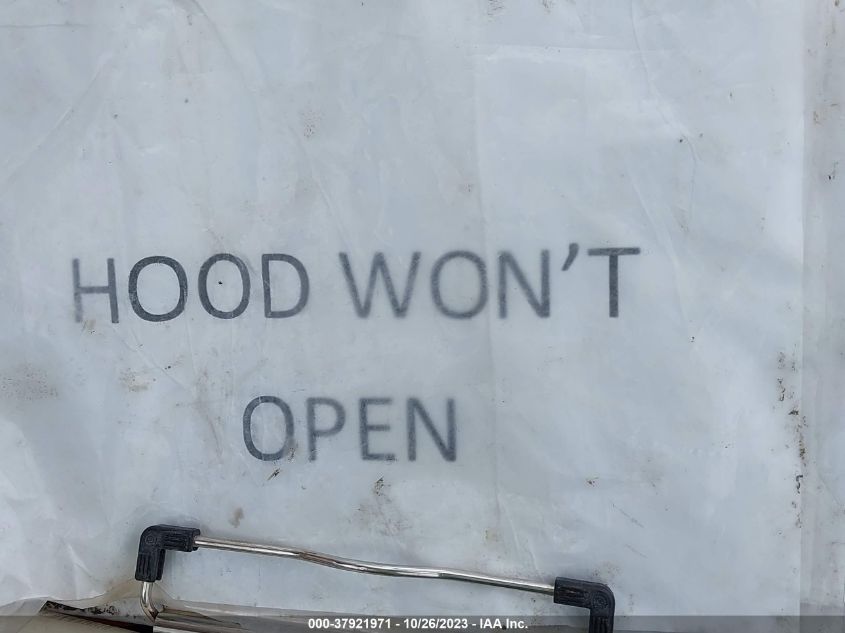 HOOD WON'T
OPEN
000-37921971 - 10/26/2023 - IAA Inc.